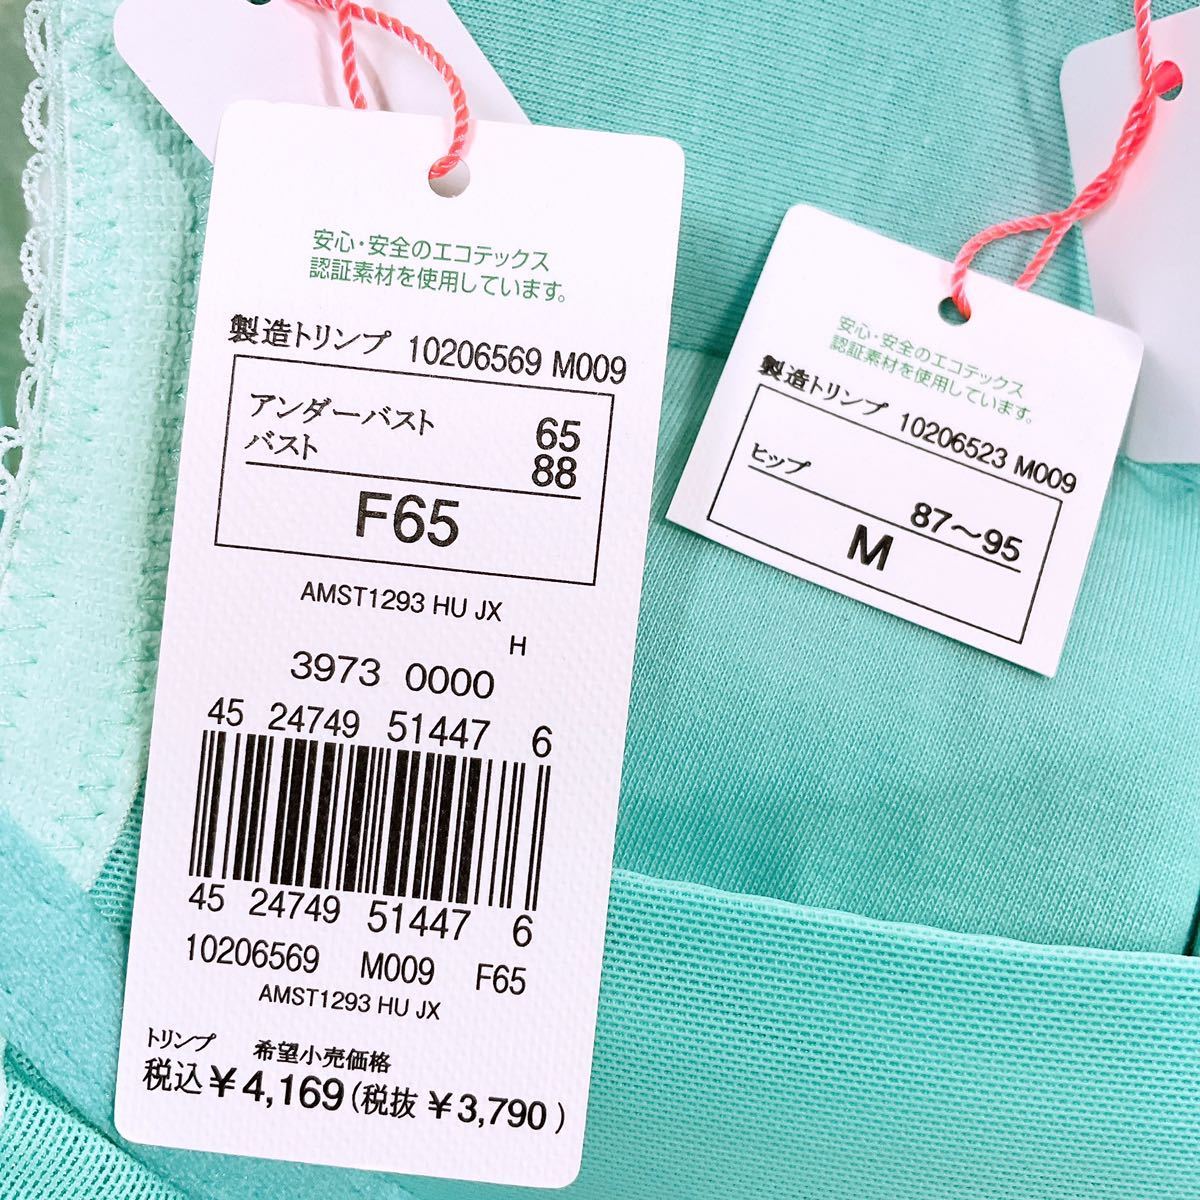 安心・安全のエコテックス
認証素材を使用しています。
製造トリンプ 10206569 M009
アンダーバスト 65
バスト 88
F65
AMST1293 HU JX
H
3973 0000
45 24749 51447 6
45 24749 51447 6
10206569 M009 F65
AMST1293 HU JX
トリンプ 希望小売価格
税込￥4,169(税抜￥3,790)
安心・安全のエコテックス
認証素材を使用しています。
製造トリンプ 10206523 M009
ヒップ 87～95
M